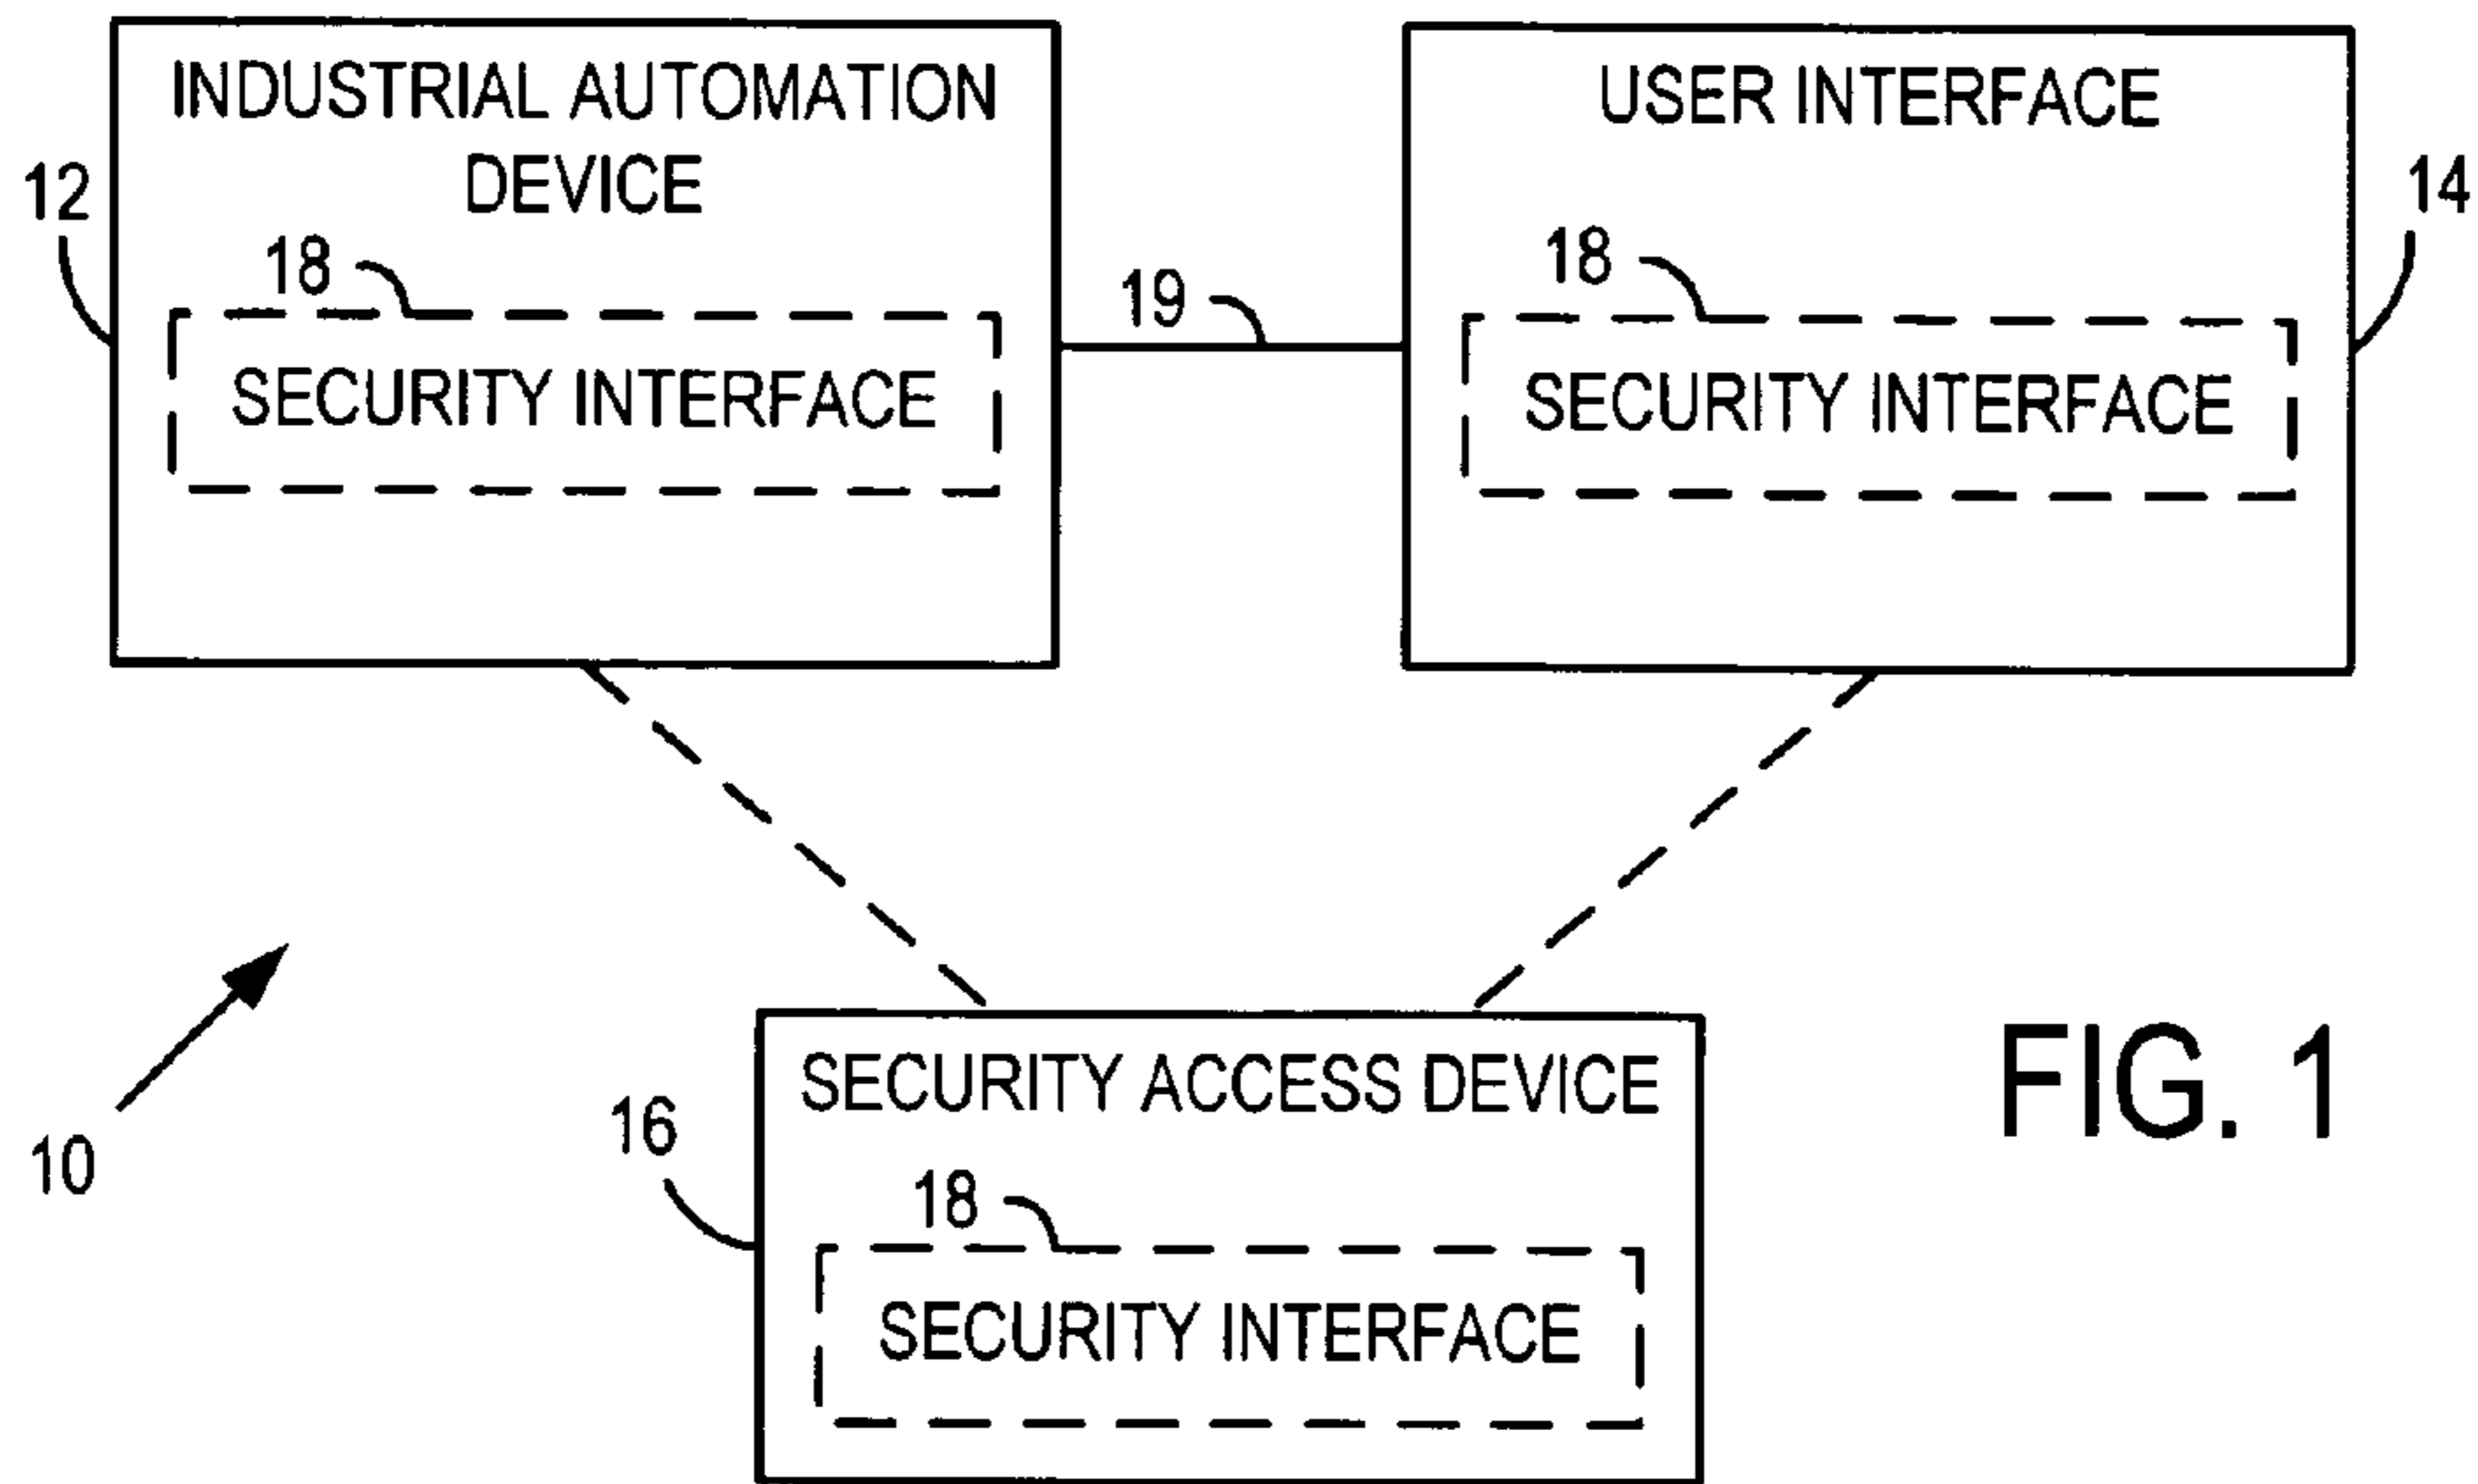 INDUSTRIAL AUTOMATION
DEVICE
12
18
SECURITY INTERFACE
19
USER INTERFACE
14
18
SECURITY INTERFACE
10
SECURITY ACCESS DEVICE
16
18
SECURITY INTERFACE
FIG. 1